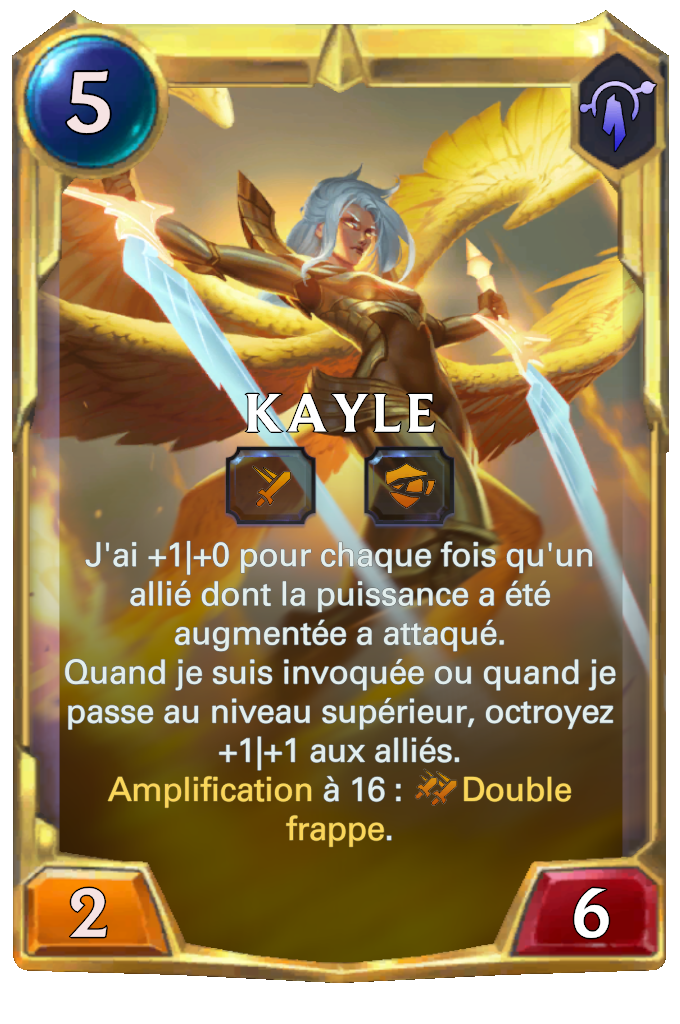 5
KAYLE
J'ai +1|+0 pour chaque fois qu'un
allié dont la puissance a été
augmentée a attaqué.
Quand je suis invoquée ou quand je
passe au niveau supérieur, octroyez
+1|+1 aux alliés.
Amplification à 16 : Double
frappe.
2
6